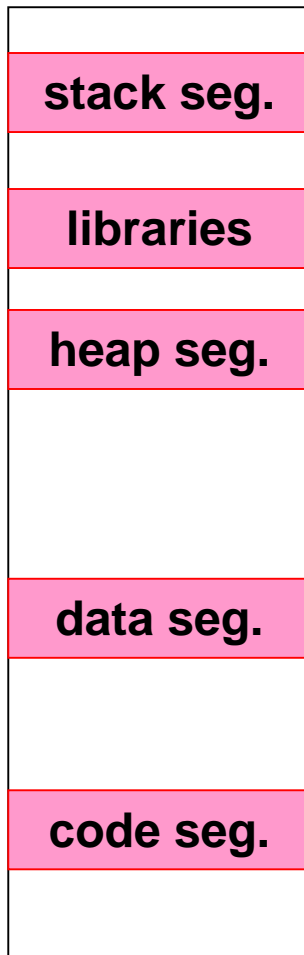 stack seg.
libraries
heap seg.
data seg.
code seg.